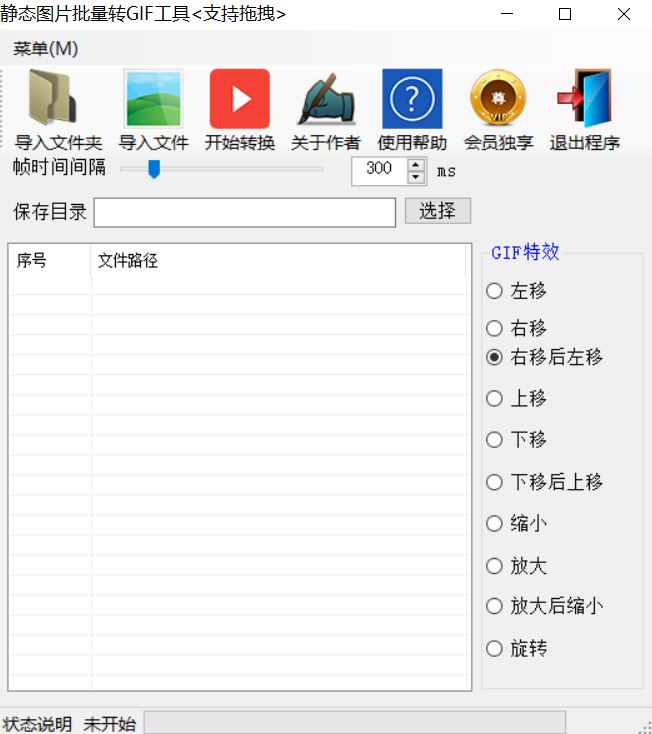 静态图片批量转GIF工具<支持拖拽>
菜单(M)
尊
VIP
导入文件夹 导入文件 开始转换 关于作者 使用帮助 会员独享 退出程序
帧时间间隔 300 ms
保存目录 选择
序号 文件路径
GIF特效
左移
右移
右移后左移
上移
下移
下移后上移
缩小
放大
放大后缩小
旋转
状态说明 未开始